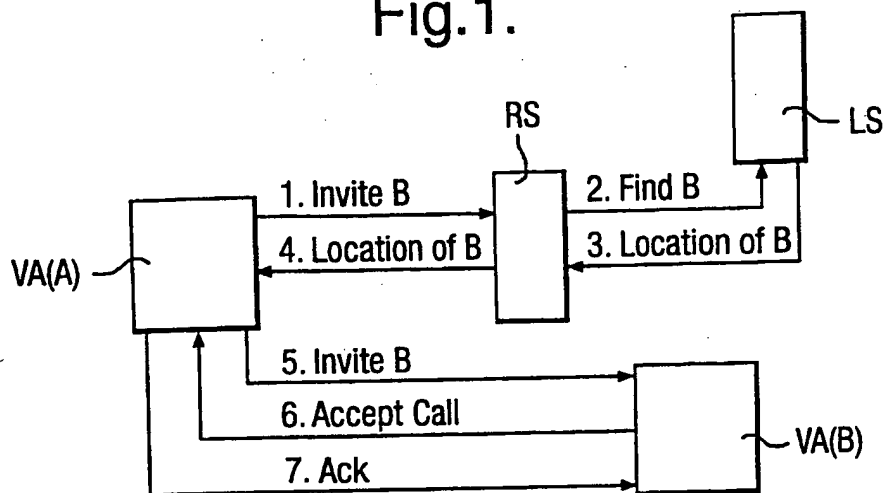 Fig.1.
LS
RS
1. Invite B
2. Find B
4. Location of B
3. Location of B
VA(A)
5. Invite B
6. Accept Call
VA(B)
7. Ack